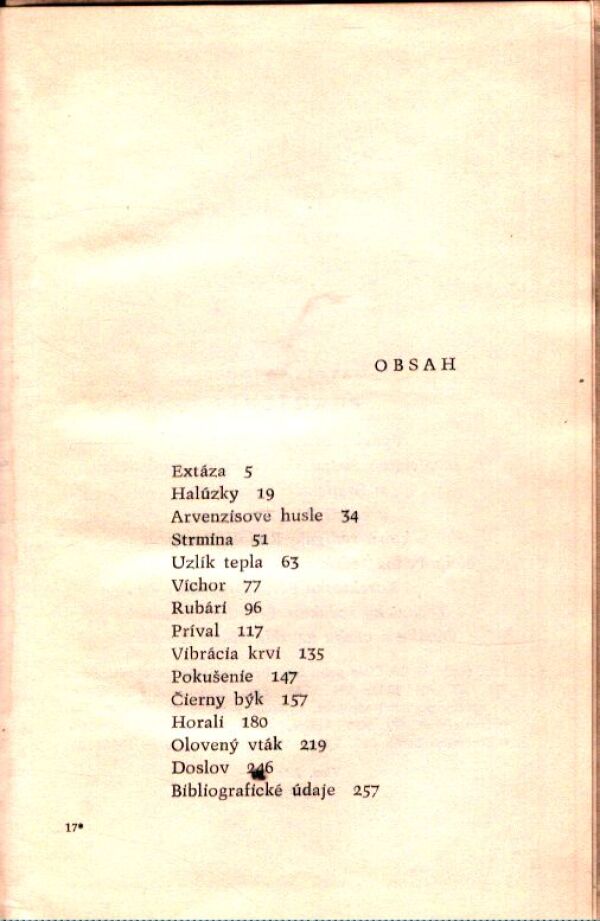 OBSAH
Extáza 5
Halúzky 19
Arvenzisove husle 34
Strmina 51
Uzlík tepla 63
Víchor 77
Rubári 96
Príval 117
Vibrácia krvi 135
Pokušenie 147
Čierny býk 157
Horali 180
Olovený vták 219
Doslov 246
Bibliografické údaje 257
17*